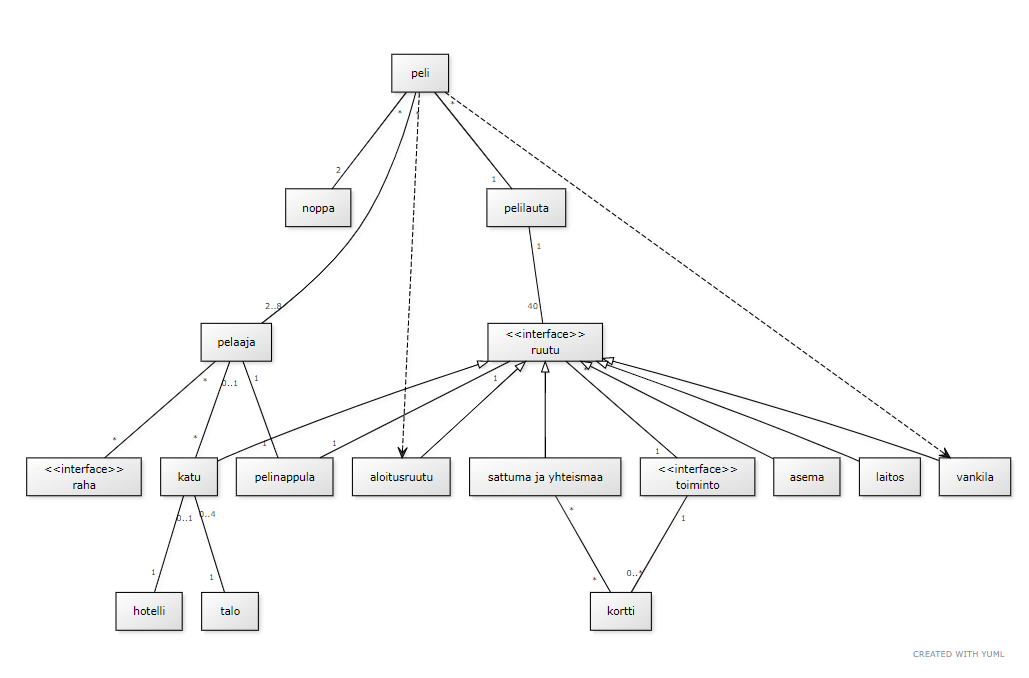 peli
*
*
*
2
1
noppa
pelilauta
1
2..8
40
pelaaja
<<interface>>
ruutu
*
0..1
1
1
*
*
*
1
1
1
<<interface>>
raha
katu
pelinappula
aloitusruutu
sattuma ja yhteismaa
<<interface>>
toiminto
asema
laitos
vankila
0..1
0..4
*
1
1
1
*
0..*
hotelli
talo
kortti
CREATED WITH YUML